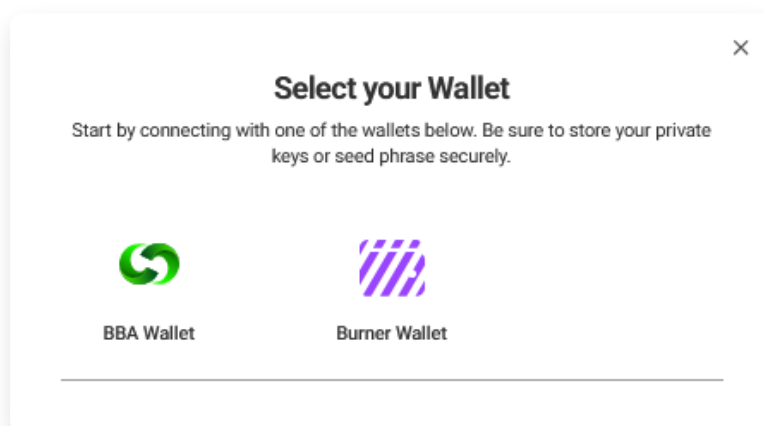 Select your Wallet
Start by connecting with one of the wallets below. Be sure to store your private
keys or seed phrase securely.
BBA Wallet
Burner Wallet